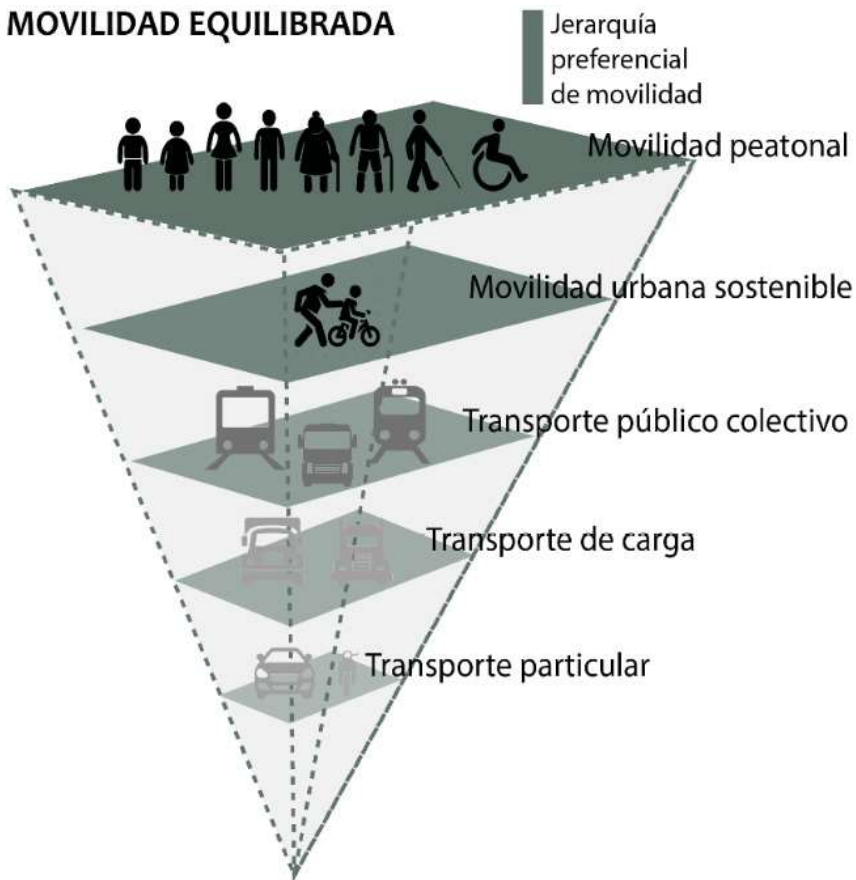 MOVILIDAD EQUILIBRADA
Jerarquía
preferencial
de movilidad
Movilidad peatonal
Movilidad urbana sostenible
Transporte público colectivo
Transporte de carga
Transporte particular